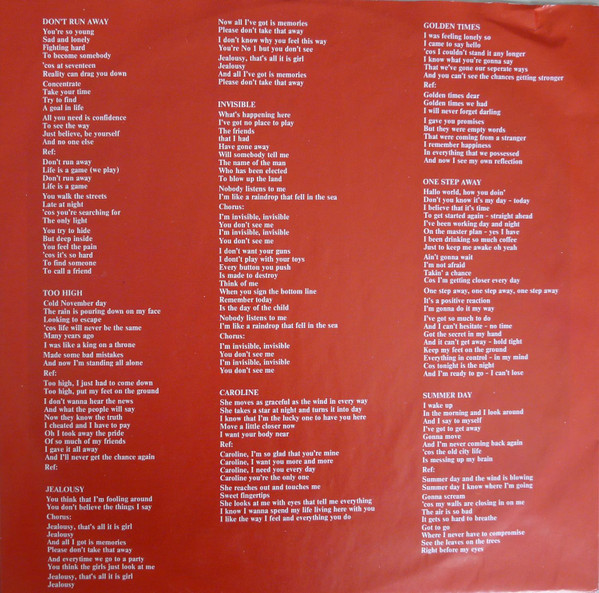 DON'T RUN AWAY
You're so young
Sad and lonely
Fighting hard
To become somebody
'cos at seventeen
Reality can drag you down
Concentrate
Take your time
Try to find
A goal in life
All you need is confidence
To see the way
Just believe, be yourself
And no one else
Ref:
Don't run away
Life is a game (we play)
Don't run away
Life is a game
You walk the streets
Late at night
'cos you're searching for
The only light
You try to hide
But deep inside
You feel the pain
'cos it's so hard
To find someone
To call a friend
TOO HIGH
Cold November day
The rain is pouring down on my face
Looking to escape
'cos life will never be the same
Many years ago
I was like a king on a throne
Made some bad mistakes
And now I'm standing all alone
Ref:
Too high, I just had to come down
Too high, put my feet on the ground
I don't wanna hear the news
And what the people will say
Now they know the truth
I cheated and I have to pay
Oh I took away the pride
Of so much of my friends
I gave it all away
And I'll never get the chance again
Ref:
JEALOUSY
You think that I'm fooling around
You don't believe the things I say
Chorus:
Jealousy, that's all it is girl
Jealousy
And all I got is memories
Please don't take that away
And everytime we go to a party
You think the girls just look at me
Jealousy, that's all it is girl
Jealousy
Now all I've got is memories
Please don't take that away
I don't know why you feel this way
You're No 1 but you don't see
Jealousy, that's all it is girl
Jealousy
And all I've got is memories
Please don't take that away
INVISIBLE
What's happening here
I've got no place to play
The friends
that I had
Have gone away
Will somebody tell me
The name of the man
Who has been elected
To blow up the land
Nobody listens to me
I'm like a raindrop that fell in the sea
Chorus:
I'm invisible, invisible
You don't see me
I'm invisible, invisible
You don't see me
I don't want your guns
I dont't play with your toys
Every button you push
Is made to destroy
Think of me
When you sign the bottom line
Remember today
Is the day of the child
Nobody listens to me
I'm like a raindrop that fell in the sea
Chorus:
I'm invisible, invisible
You don't see me
I'm invisible, invisible
You don't see me
CAROLINE
She moves as graceful as the wind in every way
She takes a star at night and turns it into day
I know that I'm the lucky one to have you here
Move a little closer now
I want your body near
Ref:
Caroline, I'm so glad that you're mine
Caroline, I want you more and more
Caroline, I need you every day
Caroline you're the only one
She reaches out and touches me
Sweet fingertips
She looks at me with eyes that tell me everything
I know I wanna spend my life living here with you
I like the way I feel and everything you do
GOLDEN TIMES
I was feeling lonely so
I came to say hello
'cos I couldn't stand it any longer
I know what you're gonna say
That we've gone our seperate ways
And you can't see the chances getting stronger
Ref:
Golden times dear
Golden times we had
I will never forget darling
I gave you promises
But they were empty words
That were coming from a stranger
I remember happiness
In everything that we possessed
And now I see my own reflection
ONE STEP AWAY
Hallo world, how you doin'
Don't you know it's my day - today
I believe that it's time
To get started again - straight ahead
I've been working day and night
On the master plan - yes I have
I been drinking so much coffee
Just to keep me awake oh yeah
Ain't gonna wait
I'm not afraid
Takin' a chance
Cos I'm getting closer every day
One step away, one step away, one step away
It's a positive reaction
I'm gonna do it my way
I've got so much to do
And I can't hesitate - no time
Got the secret in my hand
And it can't get away - hold tight
Keep my feet on the ground
Everything in control - in my mind
Cos tonight is the night
And I'm ready to go - I can't lose
SUMMER DAY
I wake up
In the morning and I look around
And I say to myself
I've got to get away
Gonna move
And I'm never coming back again
'cos the old city life
Is messing up my brain
Ref:
Summer day and the wind is blowing
Summer day I know where I'm going
Gonna scream
'cos my walls are closing in on me
The air is so bad
It gets so hard to breathe
Got to go
Where I never have to compromise
See the leaves on the trees
Right before my eyes